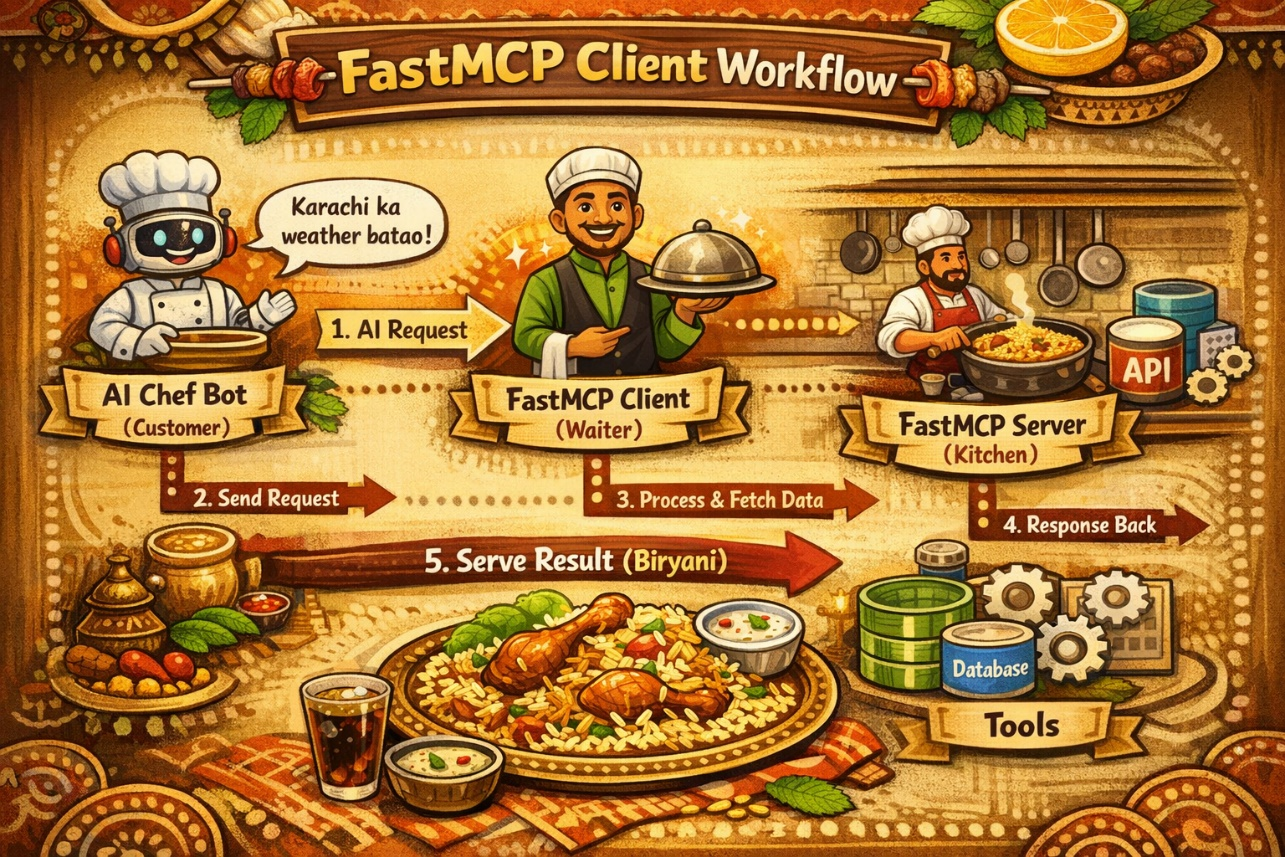 FastMCP Client Workflow
Karachi ka
weather batao!
1. AI Request
AI Chef Bot
(Customer)
FastMCP Client
(Waiter)
API
FastMCP Server
(Kitchen)
2. Send Request
3. Process & Fetch Data
4. Response Back
5. Serve Result (Biryani)
Database
Tools